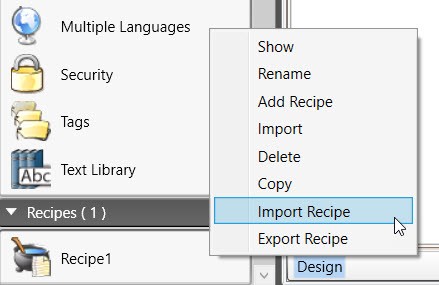 Multiple Languages
Security
Tags
Abc
Text Library
Recipes ( 1 )
Recipe1
Show
Rename
Add Recipe
Import
Delete
Copy
Import Recipe
Export Recipe
Design